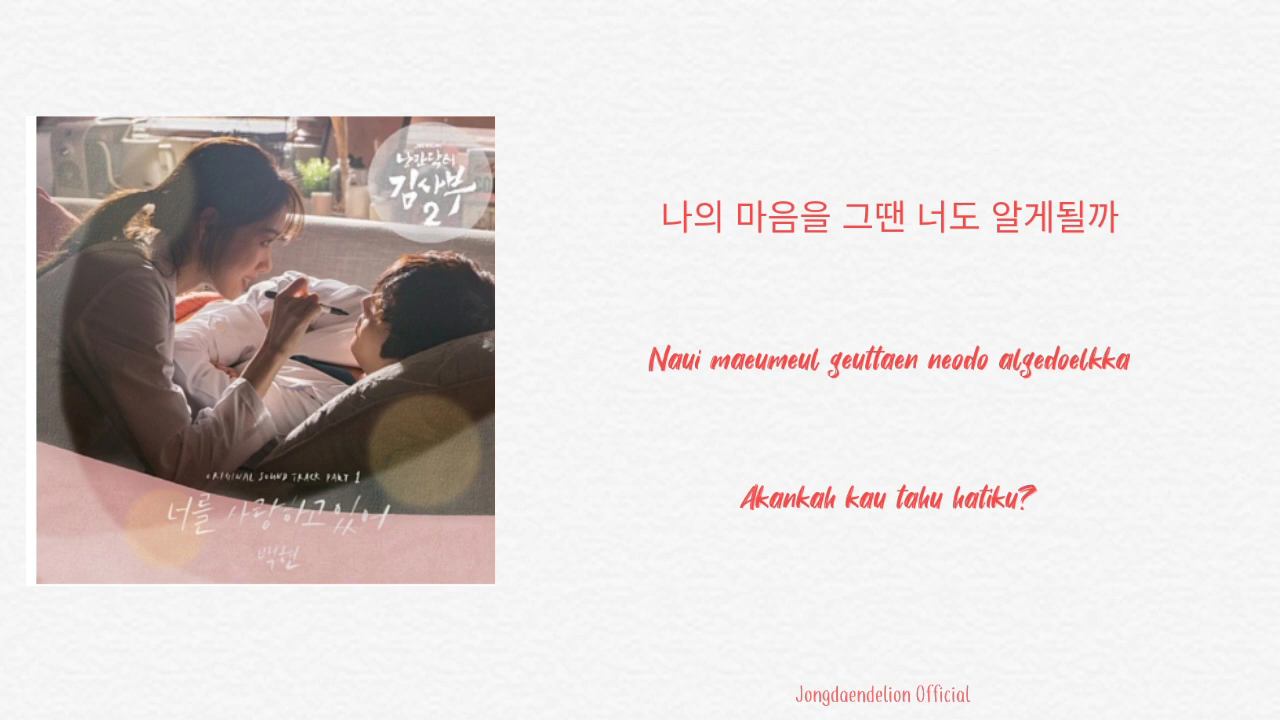 낭만닥터
김사부
2
ORIGINAL SOUND TRACK PART 1
너를 사랑하고 있어
백현
나의 마음을 그땐 너도 알게될까
Naui maeumeul geuttaen neodo algedoelkka
Akankah kau tahu hatiku?
Jongdaendelion Official